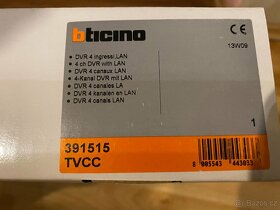 bticino
CE
13W09
• DVR 4 ingressi,LAN
• 4 ch DVR with LAN
• DVR 4 canaux LAN
• 4-Kanal DVR mit LAN
• DVR 4 canales LA
• DVR 4 kanalen en LAN
• DVR 4 canais LAN
1
391515
TVCC
8 005543 443033
Sbazar.cz